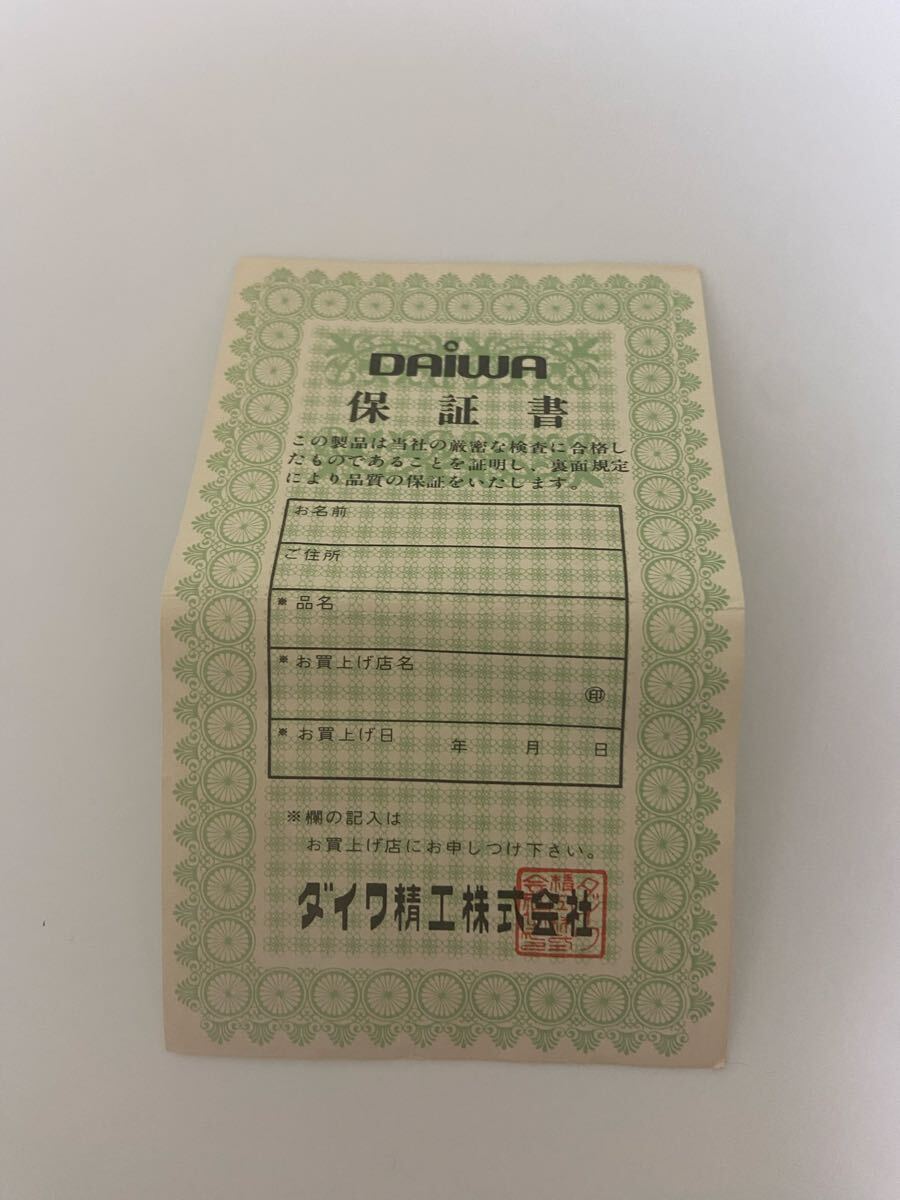 DAiWA
保証書
この製品は当社の厳密な検査に合格し
たものであることを証明し、裏面規定
により品質の保証をいたします。
お名前
ご住所
※品名
※お買上げ店名
㊞
※お買上げ日 年 月 日
※欄の記入は
お買上げ店にお申しつけ下さい。
ダイワ精工株式会社